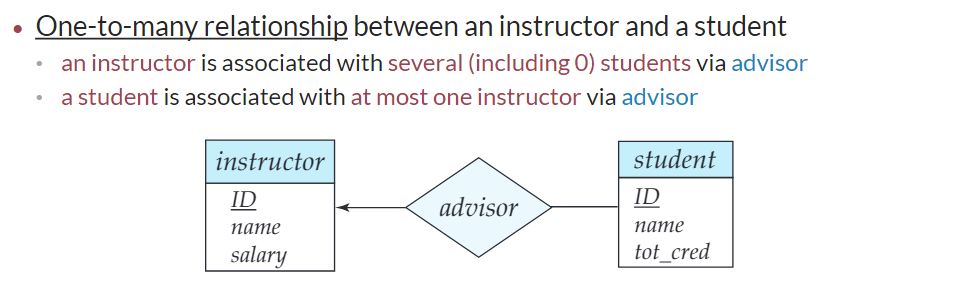 One-to-many relationship between an instructor and a student
an instructor is associated with several (including 0) students via advisor
a student is associated with at most one instructor via advisor
instructor
ID
name
salary
advisor
student
ID
name
tot_cred